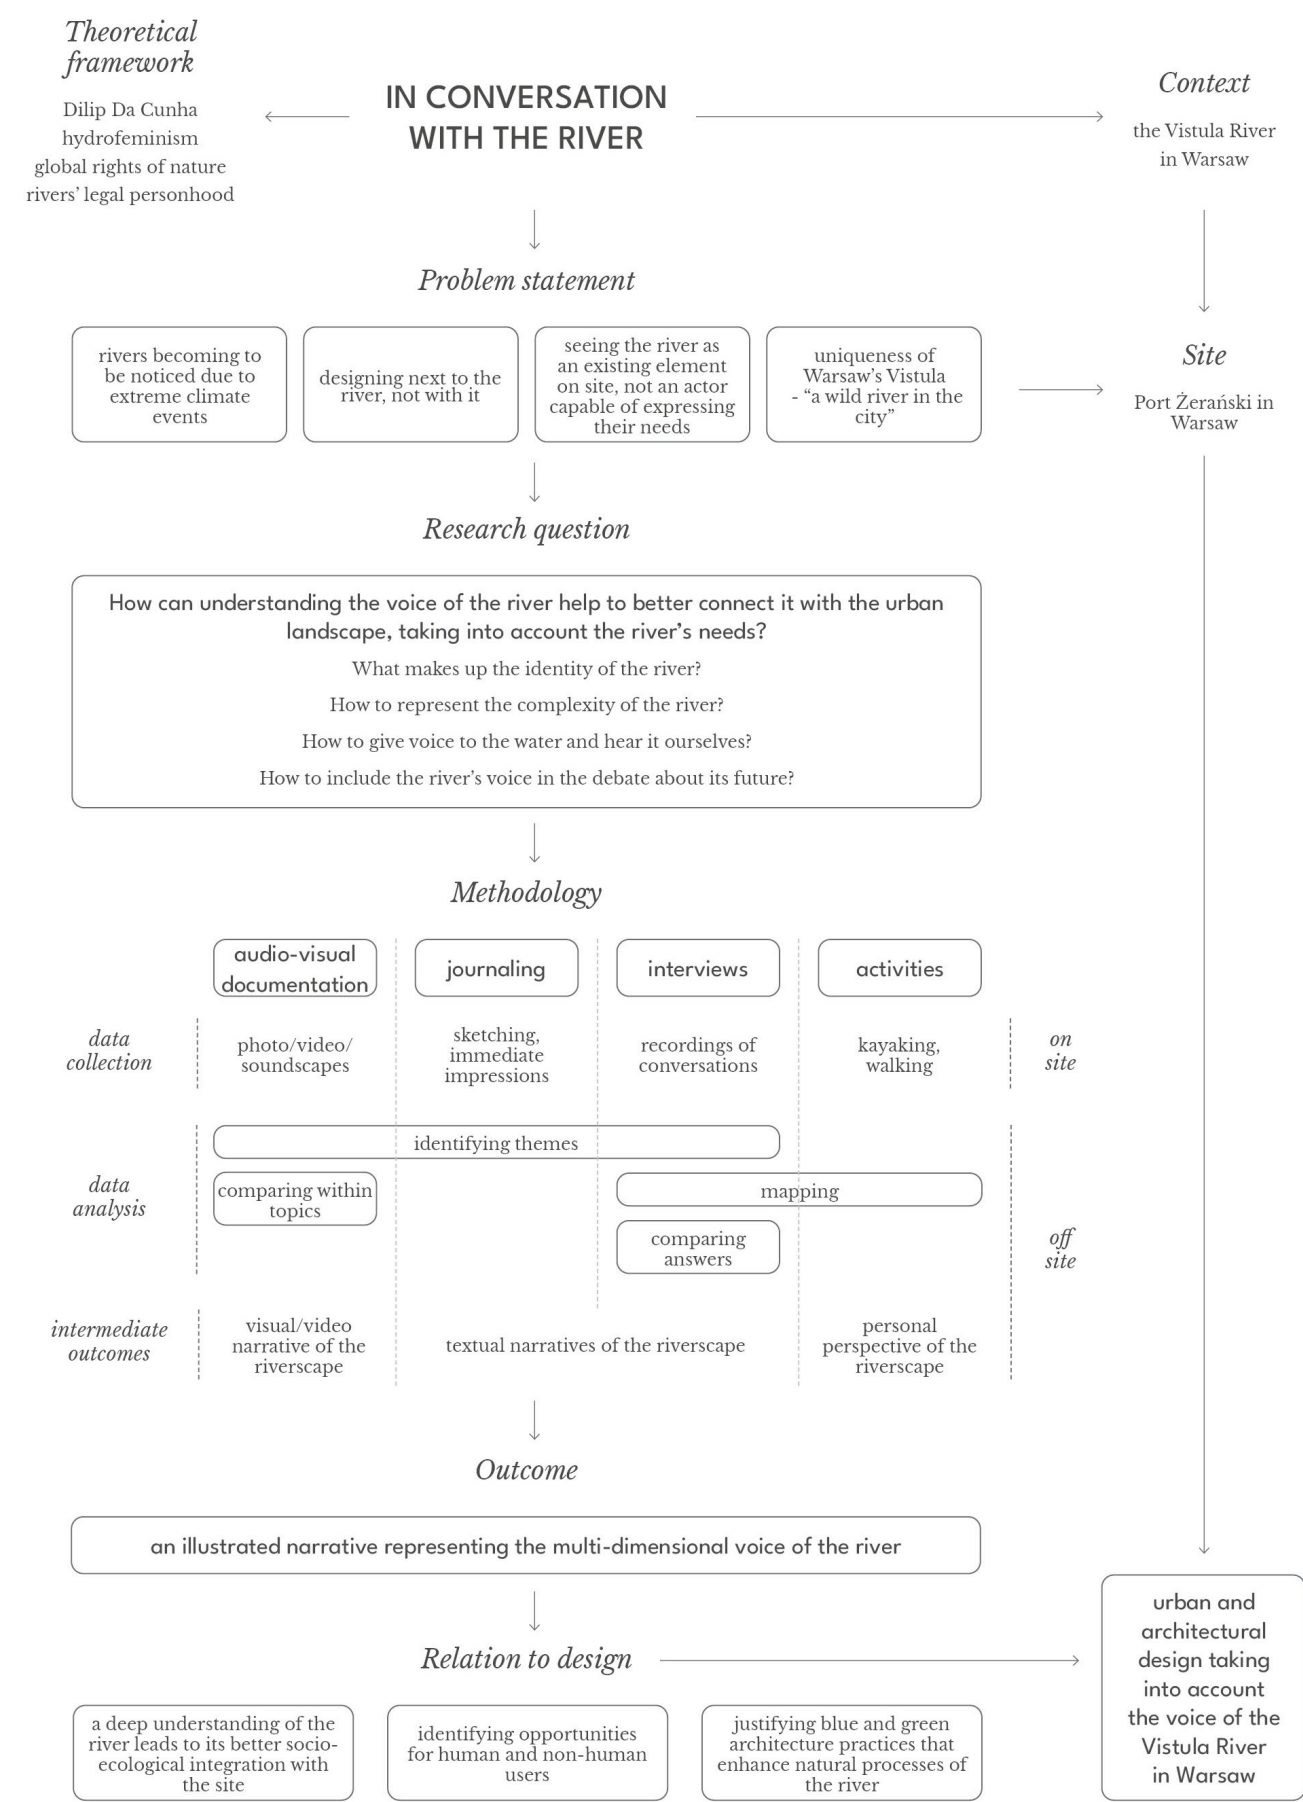 Theoretical
framework
Dilip Da Cunha
hydrofeminism
global rights of nature
rivers’ legal personhood
IN CONVERSATION
WITH THE RIVER
Context
the Vistula River
in Warsaw
Problem statement
rivers becoming to
be noticed due to
extreme climate
events
designing next to the
river, not with it
seeing the river as
an existing element
on site, not an actor
capable of expressing
their needs
uniqueness of
Warsaw’s Vistula
- “a wild river in the
city”
Site
Port Żerański in
Warsaw
Research question
How can understanding the voice of the river help to better connect it with the urban
landscape, taking into account the river’s needs?
What makes up the identity of the river?
How to represent the complexity of the river?
How to give voice to the water and hear it ourselves?
How to include the river’s voice in the debate about its future?
Methodology
audio-visual
documentation
journaling
interviews
activities
data
collection
photo/video/
soundscapes
sketching,
immediate
impressions
recordings of
conversations
kayaking,
walking
on
site
data
analysis
identifying themes
comparing within
topics
mapping
comparing
answers
off
site
intermediate
outcomes
visual/video
narrative of the
riverscape
textual narratives of the riverscape
personal
perspective of the
riverscape
Outcome
an illustrated narrative representing the multi-dimensional voice of the river
Relation to design
a deep understanding of the
river leads to its better socio-
ecological integration with
the site
identifying opportunities
for human and non-human
users
justifying blue and green
architecture practices that
enhance natural processes of
the river
urban and
architectural
design taking
into account
the voice of the
Vistula River
in Warsaw